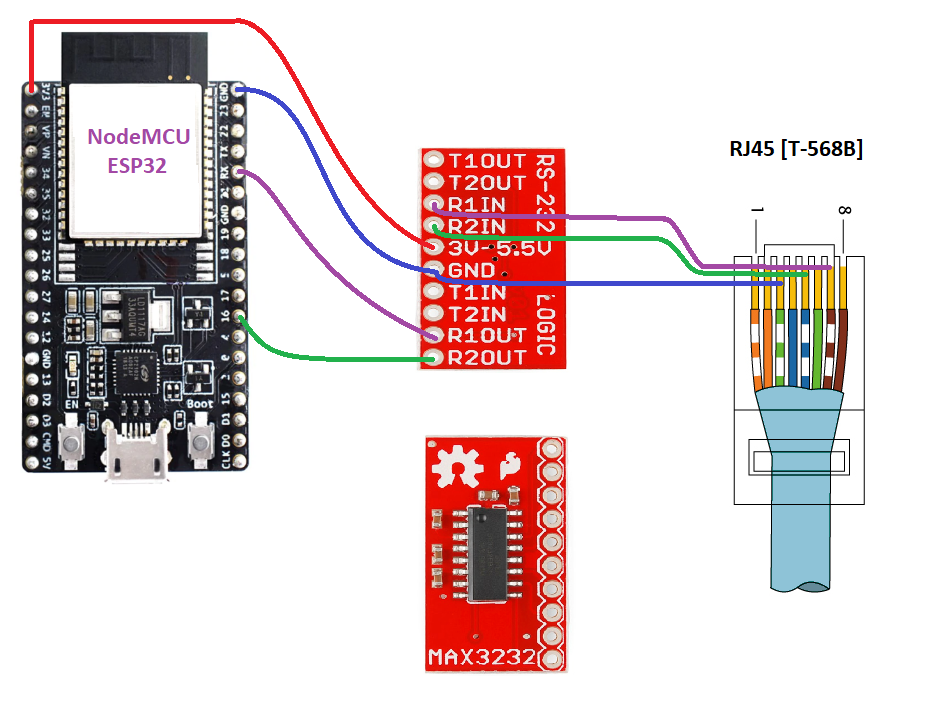 NodeMCU
ESP32
3V3
EN
VP
VN
34
35
32
33
25
26
27
14
12
GND
13
D2
D3
CMD
5V
GND
23
22
TX
RX
21
GND
19
18
5
17
16
4
0
2
15
D1
D0
CLK
EN
Boot
T1OUT
T2OUT
R1IN
R2IN
3V-5.5V
GND
T1IN
T2IN
R1OUT
R2OUT
RS-232
LOGIC
MAX3232
RJ45 [T-568B]
1
8